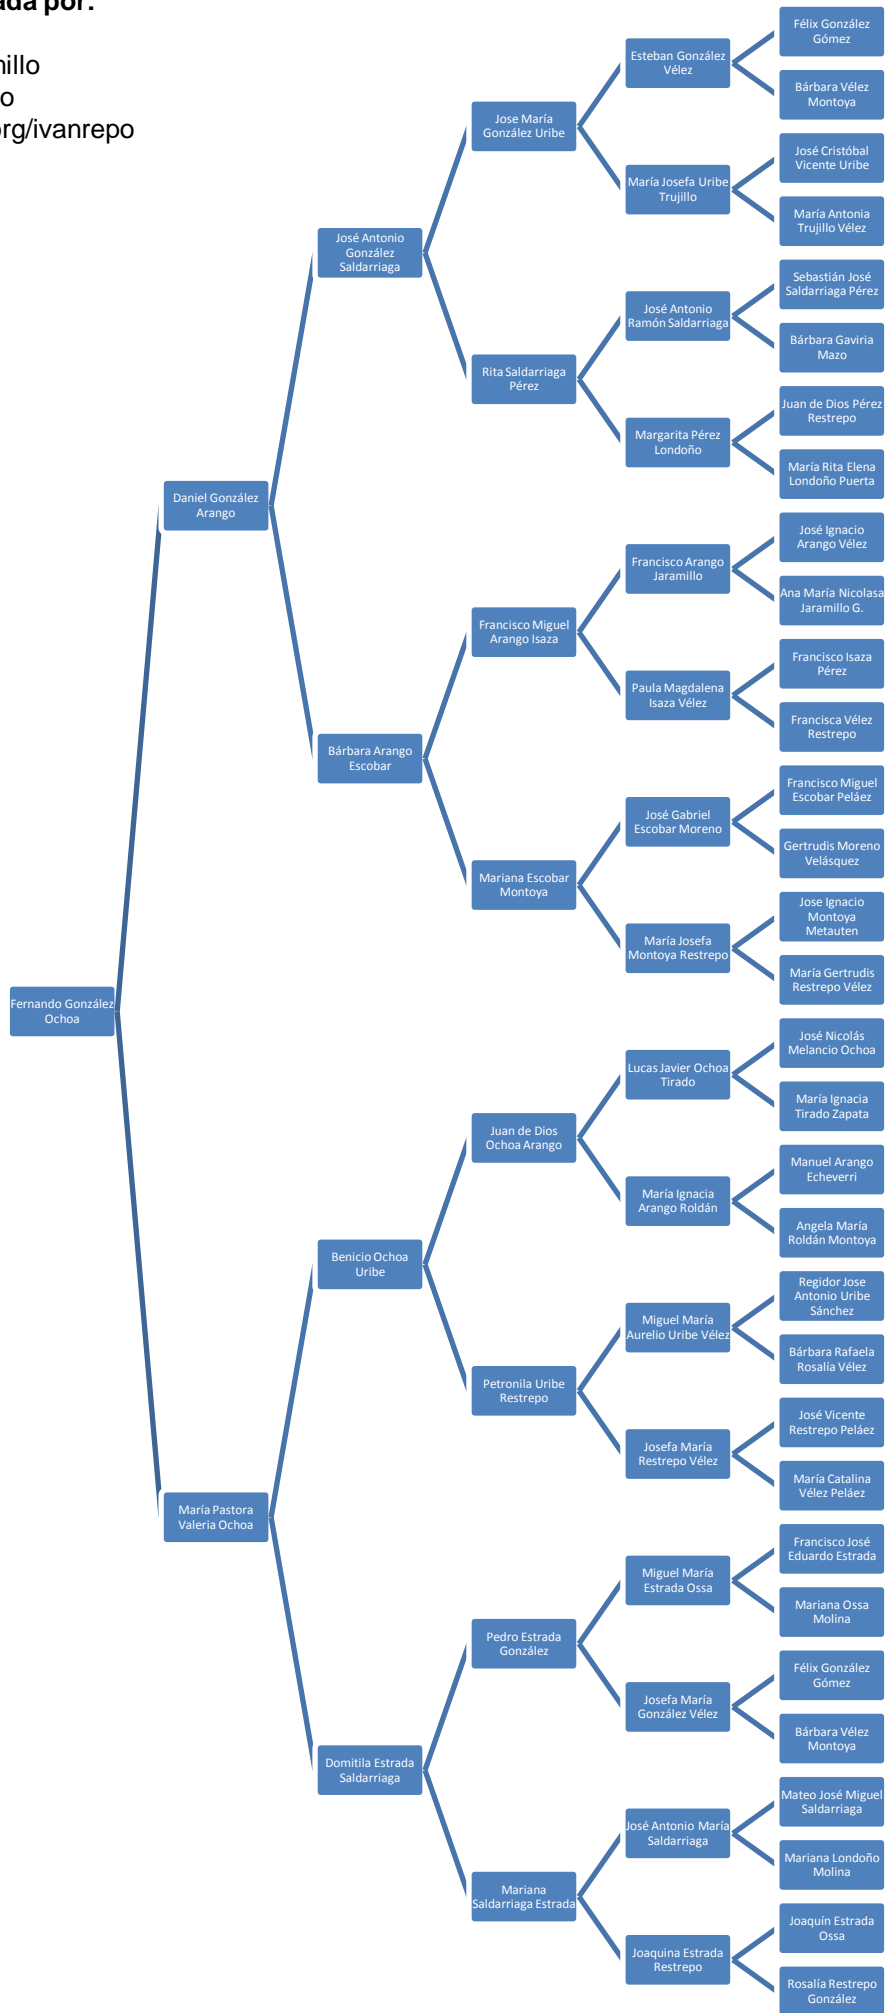 ada por:
nillo
o
org/ivanrepo
Félix González
Gómez
Esteban González
Vélez
Bárbara Vélez
Montoya
Jose María
González Uribe
José Cristóbal
Vicente Uribe
María Josefa Uribe
Trujillo
María Antonia
Trujillo Vélez
José Antonio
González
Saldarriaga
Sebastián José
Saldarriaga Pérez
José Antonio
Ramón Saldarriaga
Bárbara Gaviria
Mazo
Rita Saldarriaga
Pérez
Juan de Dios Pérez
Restrepo
Margarita Pérez
Londoño
María Rita Elena
Londoño Puerta
Daniel González
Arango
José Ignacio
Arango Vélez
Francisco Arango
Jaramillo
Ana María Nicolasa
Jaramillo G.
Francisco Miguel
Arango Isaza
Francisco Isaza
Pérez
Paula Magdalena
Isaza Vélez
Francisca Vélez
Restrepo
Bárbara Arango
Escobar
Francisco Miguel
Escobar Peláez
José Gabriel
Escobar Moreno
Gertrudis Moreno
Velásquez
Mariana Escobar
Montoya
Jose Ignacio
Montoya
Metauten
María Josefa
Montoya Restrepo
María Gertrudis
Restrepo Vélez
Fernando González
Ochoa
José Nicolás
Melancio Ochoa
Lucas Javier Ochoa
Tirado
María Ignacia
Tirado Zapata
Juan de Dios
Ochoa Arango
Manuel Arango
Echeverri
María Ignacia
Arango Roldán
Angela María
Roldán Montoya
Benicio Ochoa
Uribe
Regidor Jose
Antonio Uribe
Sánchez
Miguel María
Aurelio Uribe Vélez
Bárbara Rafaela
Rosalía Vélez
Petronila Uribe
Restrepo
José Vicente
Restrepo Peláez
Josefa María
Restrepo Vélez
María Catalina
Vélez Peláez
María Pastora
Valeria Ochoa
Francisco José
Eduardo Estrada
Miguel María
Estrada Ossa
Mariana Ossa
Molina
Pedro Estrada
González
Félix González
Gómez
Josefa María
González Vélez
Bárbara Vélez
Montoya
Domitila Estrada
Saldarriaga
Mateo José Miguel
Saldarriaga
José Antonio María
Saldarriaga
Mariana Londoño
Molina
Mariana
Saldarriaga Estrada
Joaquín Estrada
Ossa
Joaquina Estrada
Restrepo
Rosalía Restrepo
González